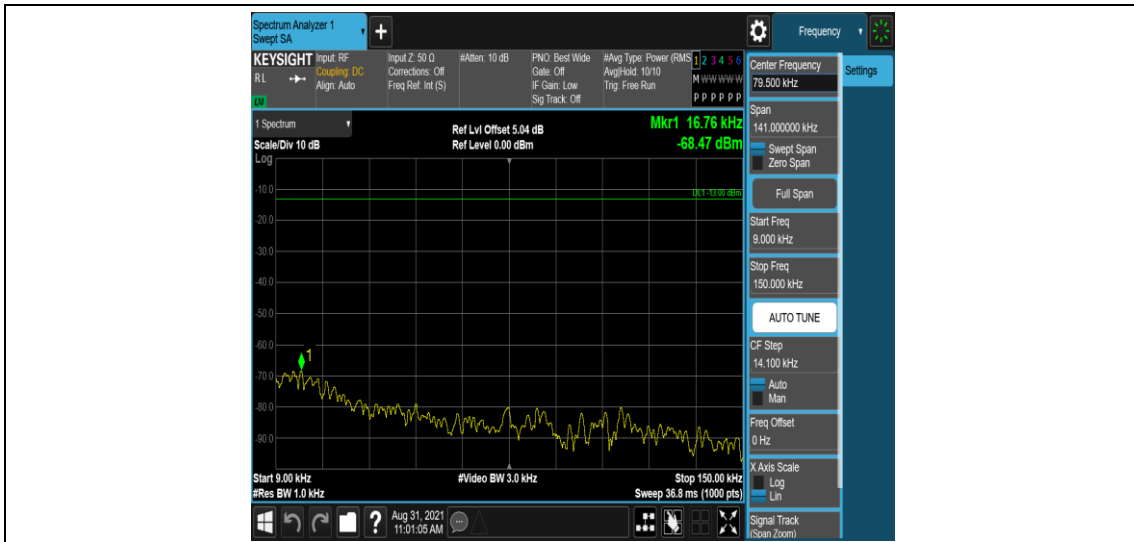 Spectrum Analyzer 1
Swept SA
+
Frequency
KEYSIGHT
RL
LXI
Input: RF
Coupling: DC
Align: Auto
Input Z: 50 Ω
Corrections: Off
Freq Ref: Int (S)
#Atten: 10 dB
PNO: Best Wide
Gate: Off
IF Gain: Low
Sig Track: Off
#Avg Type: Power (RMS
Avg|Hold: 10/10
Trig: Free Run
1 2 3 4 5 6
M W W W W W
P P P P P P
1 Spectrum
Scale/Div 10 dB
Log
Ref Lvl Offset 5.04 dB
Ref Level 0.00 dBm
Mkr1 16.76 kHz
-68.47 dBm
DL1 -13.00 dBm
-10.0
-20.0
-30.0
-40.0
-50.0
-60.0
-70.0
-80.0
-90.0
1
Start 9.00 kHz
#Res BW 1.0 kHz
#Video BW 3.0 kHz
Stop 150.00 kHz
Sweep 36.8 ms (1000 pts)
Center Frequency
79.500 kHz
Settings
Span
141.000000 kHz
Swept Span
Zero Span
Full Span
Start Freq
9.000 kHz
Stop Freq
150.000 kHz
AUTO TUNE
CF Step
14.100 kHz
Auto
Man
Freq Offset
0 Hz
X Axis Scale
Log
Lin
Signal Track
(Span Zoom)
?
Aug 31, 2021
11:01:05 AM